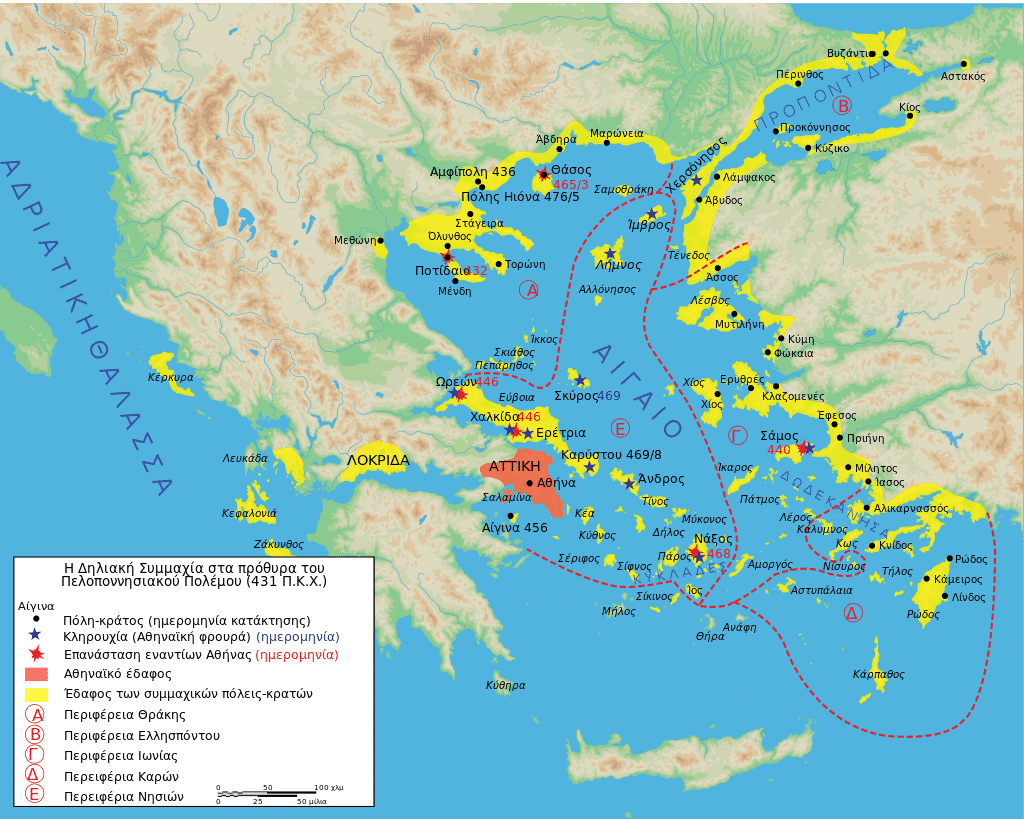 Βυζάντιο
Αστακός
Πέρινθος
ΠΡΟΠΟΝΤΙΔΑ
Β
Κίος
Προκόννησος
Κύζικο
Άβδηρα
Μαρώνεια
Χερσόνησος
Αμφίπολη 436
Θάσος
465/3
Σαμοθράκη
Λάμψακος
Πόλης Ηιόνα 476/5
Άβυδος
Στάγειρα
Ίμβρος
Μεθώνη
Όλυνθος
Τένεδος
Ποτίδαια 432
Τορώνη
Λήμνος
Άσσος
Μένδη
Α
Αλλόνησος
Λέσβος
Μυτιλήνη
ΑΔΡΙΑΤΙΚΗ ΘΑΛΑΣΣΑ
ΑΙΓΑΙΟ
Ίκκος
Κύμη
Σκιάθος
Φώκαια
Πεπάρηθος
Κέρκυρα
Ωρεων 446
Χίος
Ερυθρές
Εύβοια
Σκύρος 469
Κλαζομενές
Χίος
Χαλκίδα 446
Έφεσος
Ερέτρια
Ε
Γ
Σάμος
440
Πριήνη
Λευκάδα
ΛΟΚΡΙΔΑ
ΑΤΤΙΚΗ
Καρύστου 469/8
Ίκαρος
Μίλητος
Αθήνα
Άνδρος
ΔΩΔΕΚΑΝΗΣΑ
Ίασος
Σαλαμίνα
Τίνος
Πάτμος
Κεφαλονιά
Κέα
Μύκονος
Λέρος
Αλικαρνασσός
Αίγινα 456
Κύθνος
Δήλος
Κάλυμνος
Ζάκυνθος
Νάξος
468
Κως
Κνίδος
Σέριφος
Πάρος
Σίφνος
ΚΥΚΛΑΔΕΣ
Αμοργός
Νίσυρος
Τήλος
Ρόδος
Κάμειρος
Σίκινος
Ίος
Αστυπάλαια
Λίνδος
Μήλος
Δ
Ρόδος
Ανάφη
Θήρα
Κάρπαθος
Κύθηρα
Η Δηλιακή Συμμαχία στα πρόθυρα του
Πελοποννησιακού Πολέμου (431 Π.Κ.Χ.)
Αίγινα
Πόλη-κράτος (ημερομηνία κατάκτησης)
Κληρουχία (Αθηναϊκή φρουρά) (ημερομηνία)
Επανάσταση εναντίων Αθήνας (ημερομηνία)
Αθηναϊκό έδαφος
Έδαφος των συμμαχικών πόλεις-κρατών
Α Περιφέρεια Θράκης
Β Περιφέρεια Ελλησπόντου
Γ Περιφέρεια Ιωνίας
Δ Περειφέρια Καρών
Ε Περειφέρια Νησιών
0 50 100 χλμ
0 25 50 μίλια